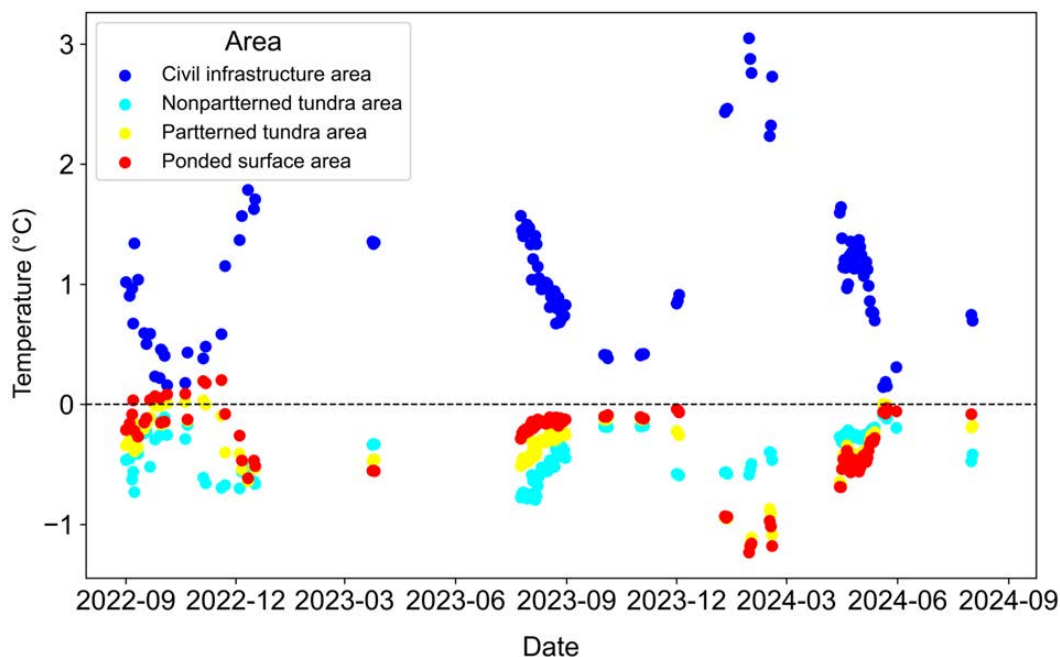 3
2
1
0
−1
Temperature (°C)
Area
Civil infrastructure area
Nonpartterned tundra area
Partterned tundra area
Ponded surface area
2022-09 2022-12 2023-03 2023-06 2023-09 2023-12 2024-03 2024-06 2024-09
Date